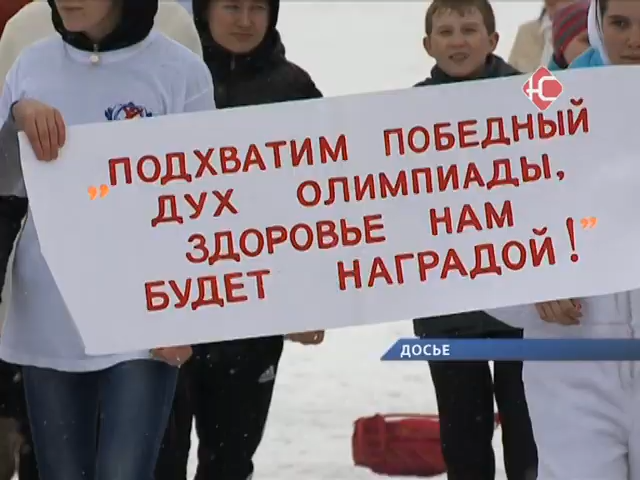 "ПОДХВАТИМ ПОБЕДНЫЙ
ДУХ ОЛИМПИАДЫ,
ЗДОРОВЬЕ НАМ
БУДЕТ НАГРАДОЙ!"
Ю
ДОСЬЕ